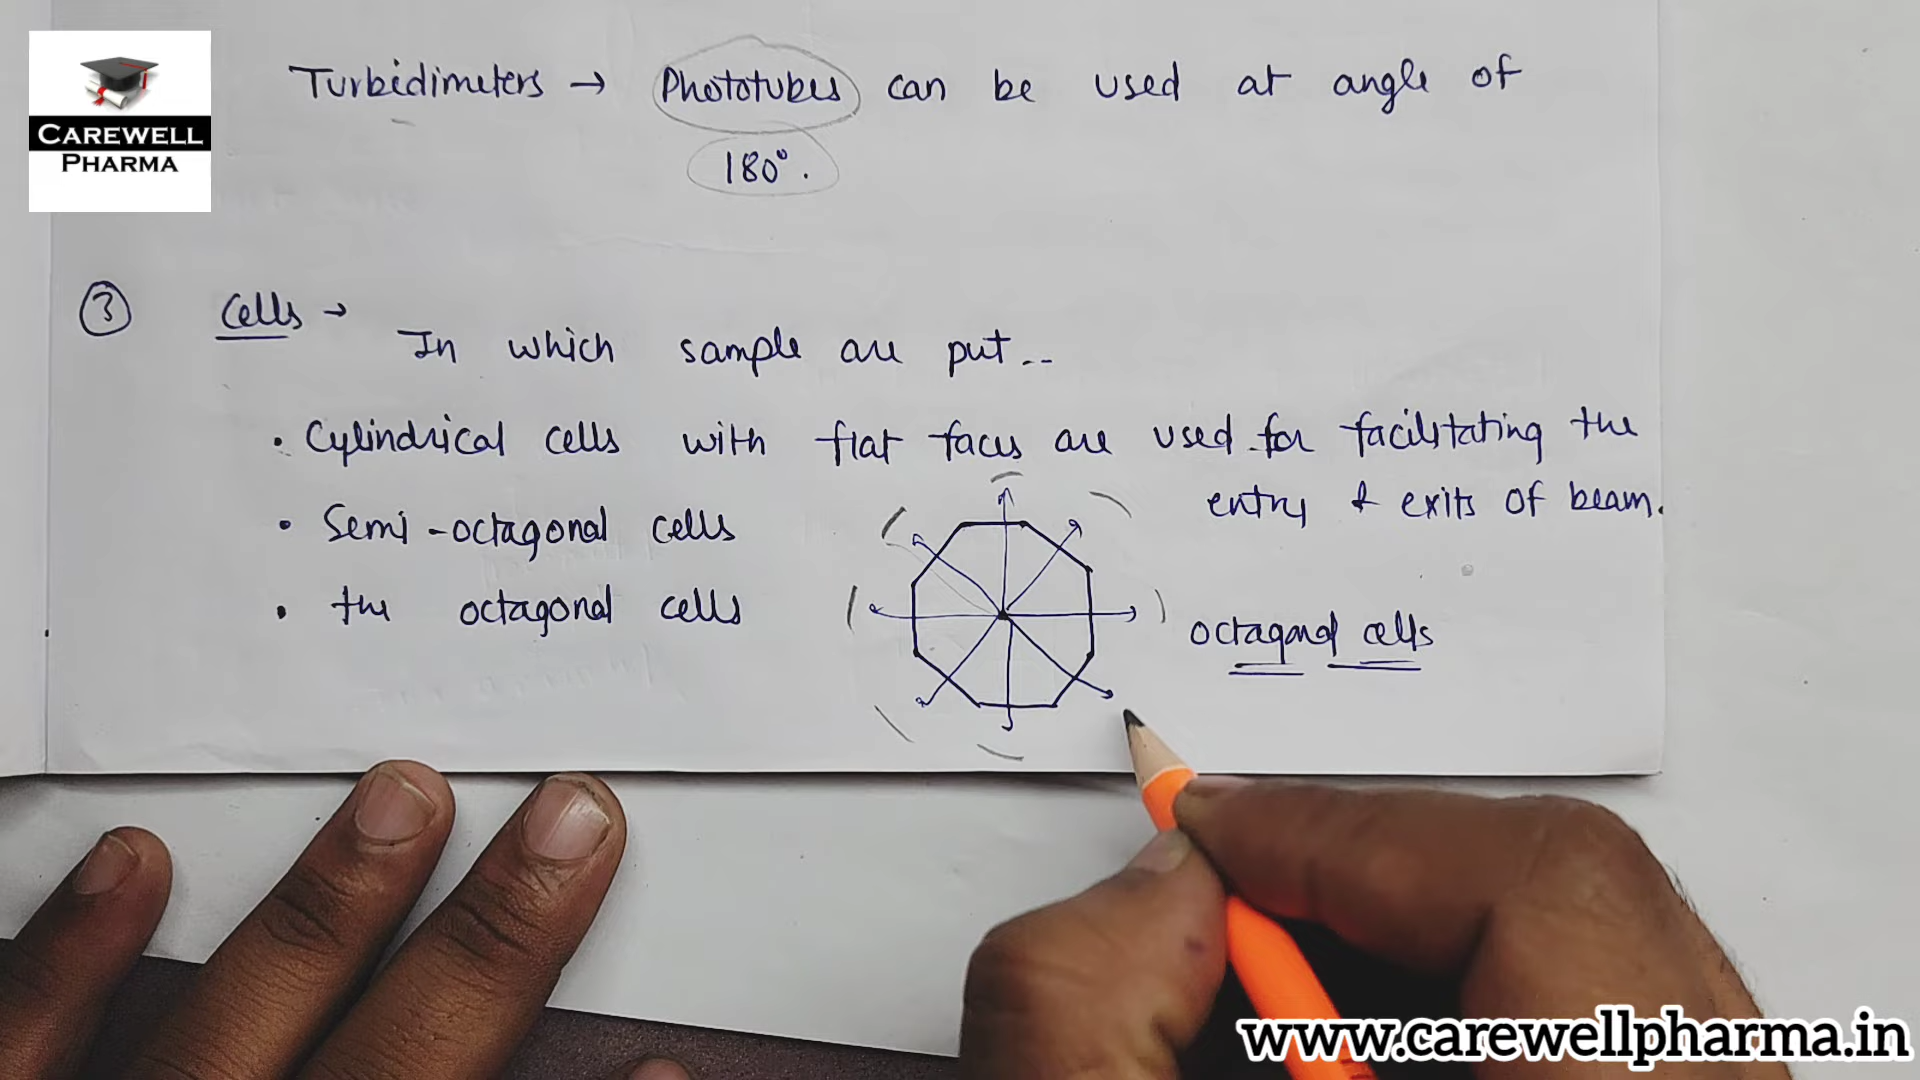 CAREWELL
PHARMA
Turbidimeters → Phototubes can be used at angle of
180°.
③ Cells →
In which sample are put..
• Cylindrical cells with flat faces are used for facilitating the
entry & exits of beam.
• Semi-octagonal cells
• the octagonal cells
octagonal cells
www.carewellpharma.in